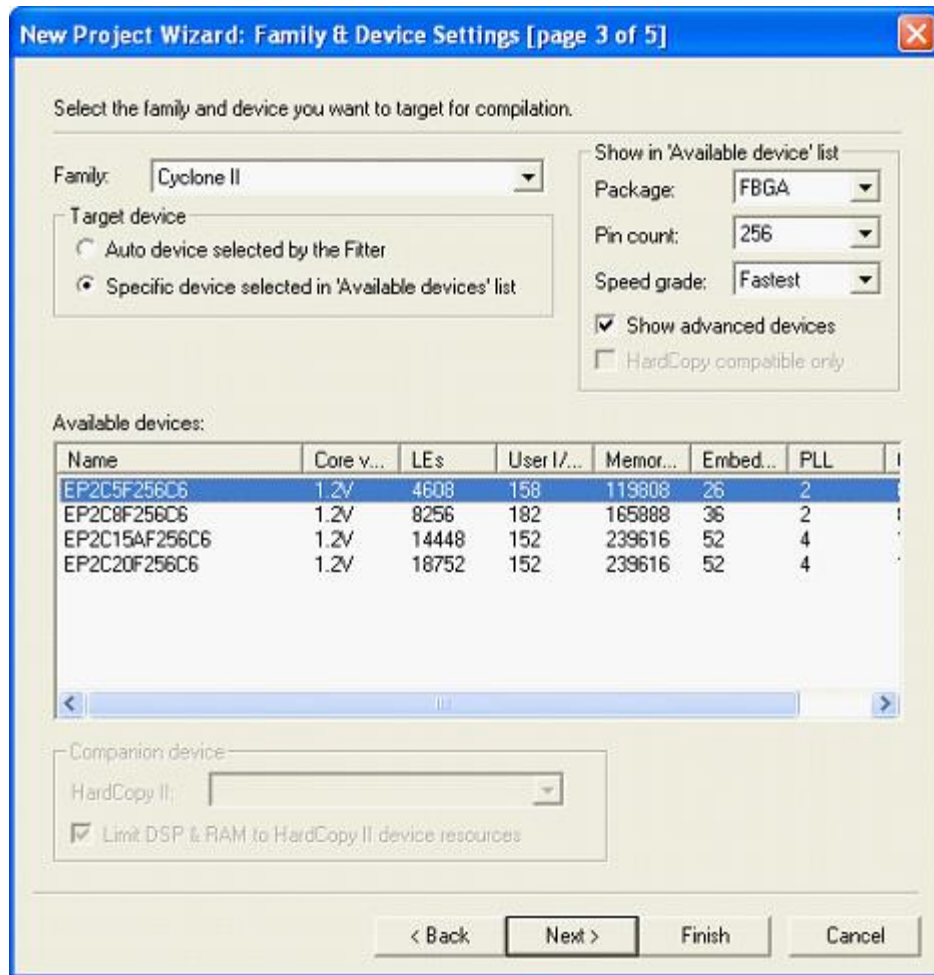 New Project Wizard: Family & Device Settings [page 3 of 5]
Select the family and device you want to target for compilation.
Family: Cyclone II
Target device
Auto device selected by the Fitter
Specific device selected in 'Available devices' list
Show in 'Available device' list
Package: FBGA
Pin count: 256
Speed grade: Fastest
Show advanced devices
HardCopy compatible only
Available devices:
Name Core v... LEs User I/... Memor... Embed... PLL
EP2C5F256C6 1.2V 4608 158 119808 26 2
EP2C8F256C6 1.2V 8256 182 165888 36 2
EP2C15AF256C6 1.2V 14448 152 239616 52 4
EP2C20F256C6 1.2V 18752 152 239616 52 4
Companion device
HardCopy II:
Limit DSP & RAM to HardCopy II device resources
< Back Next > Finish Cancel